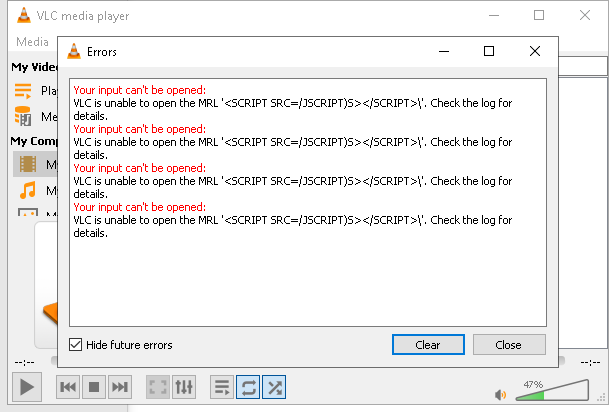 VLC media player
Media
Errors
My Video
Pla
Me
My Comp
My
My
M
Your input can't be opened:
VLC is unable to open the MRL '<SCRIPT SRC=/JSCRIPT)S></SCRIPT>\'. Check the log for
details.
Your input can't be opened:
VLC is unable to open the MRL '<SCRIPT SRC=/JSCRIPT)S></SCRIPT>\'. Check the log for
details.
Your input can't be opened:
VLC is unable to open the MRL '<SCRIPT SRC=/JSCRIPT)S></SCRIPT>\'. Check the log for
details.
Your input can't be opened:
VLC is unable to open the MRL '<SCRIPT SRC=/JSCRIPT)S></SCRIPT>\'. Check the log for
details.
Hide future errors
Clear
Close
--:--
--:--
47%